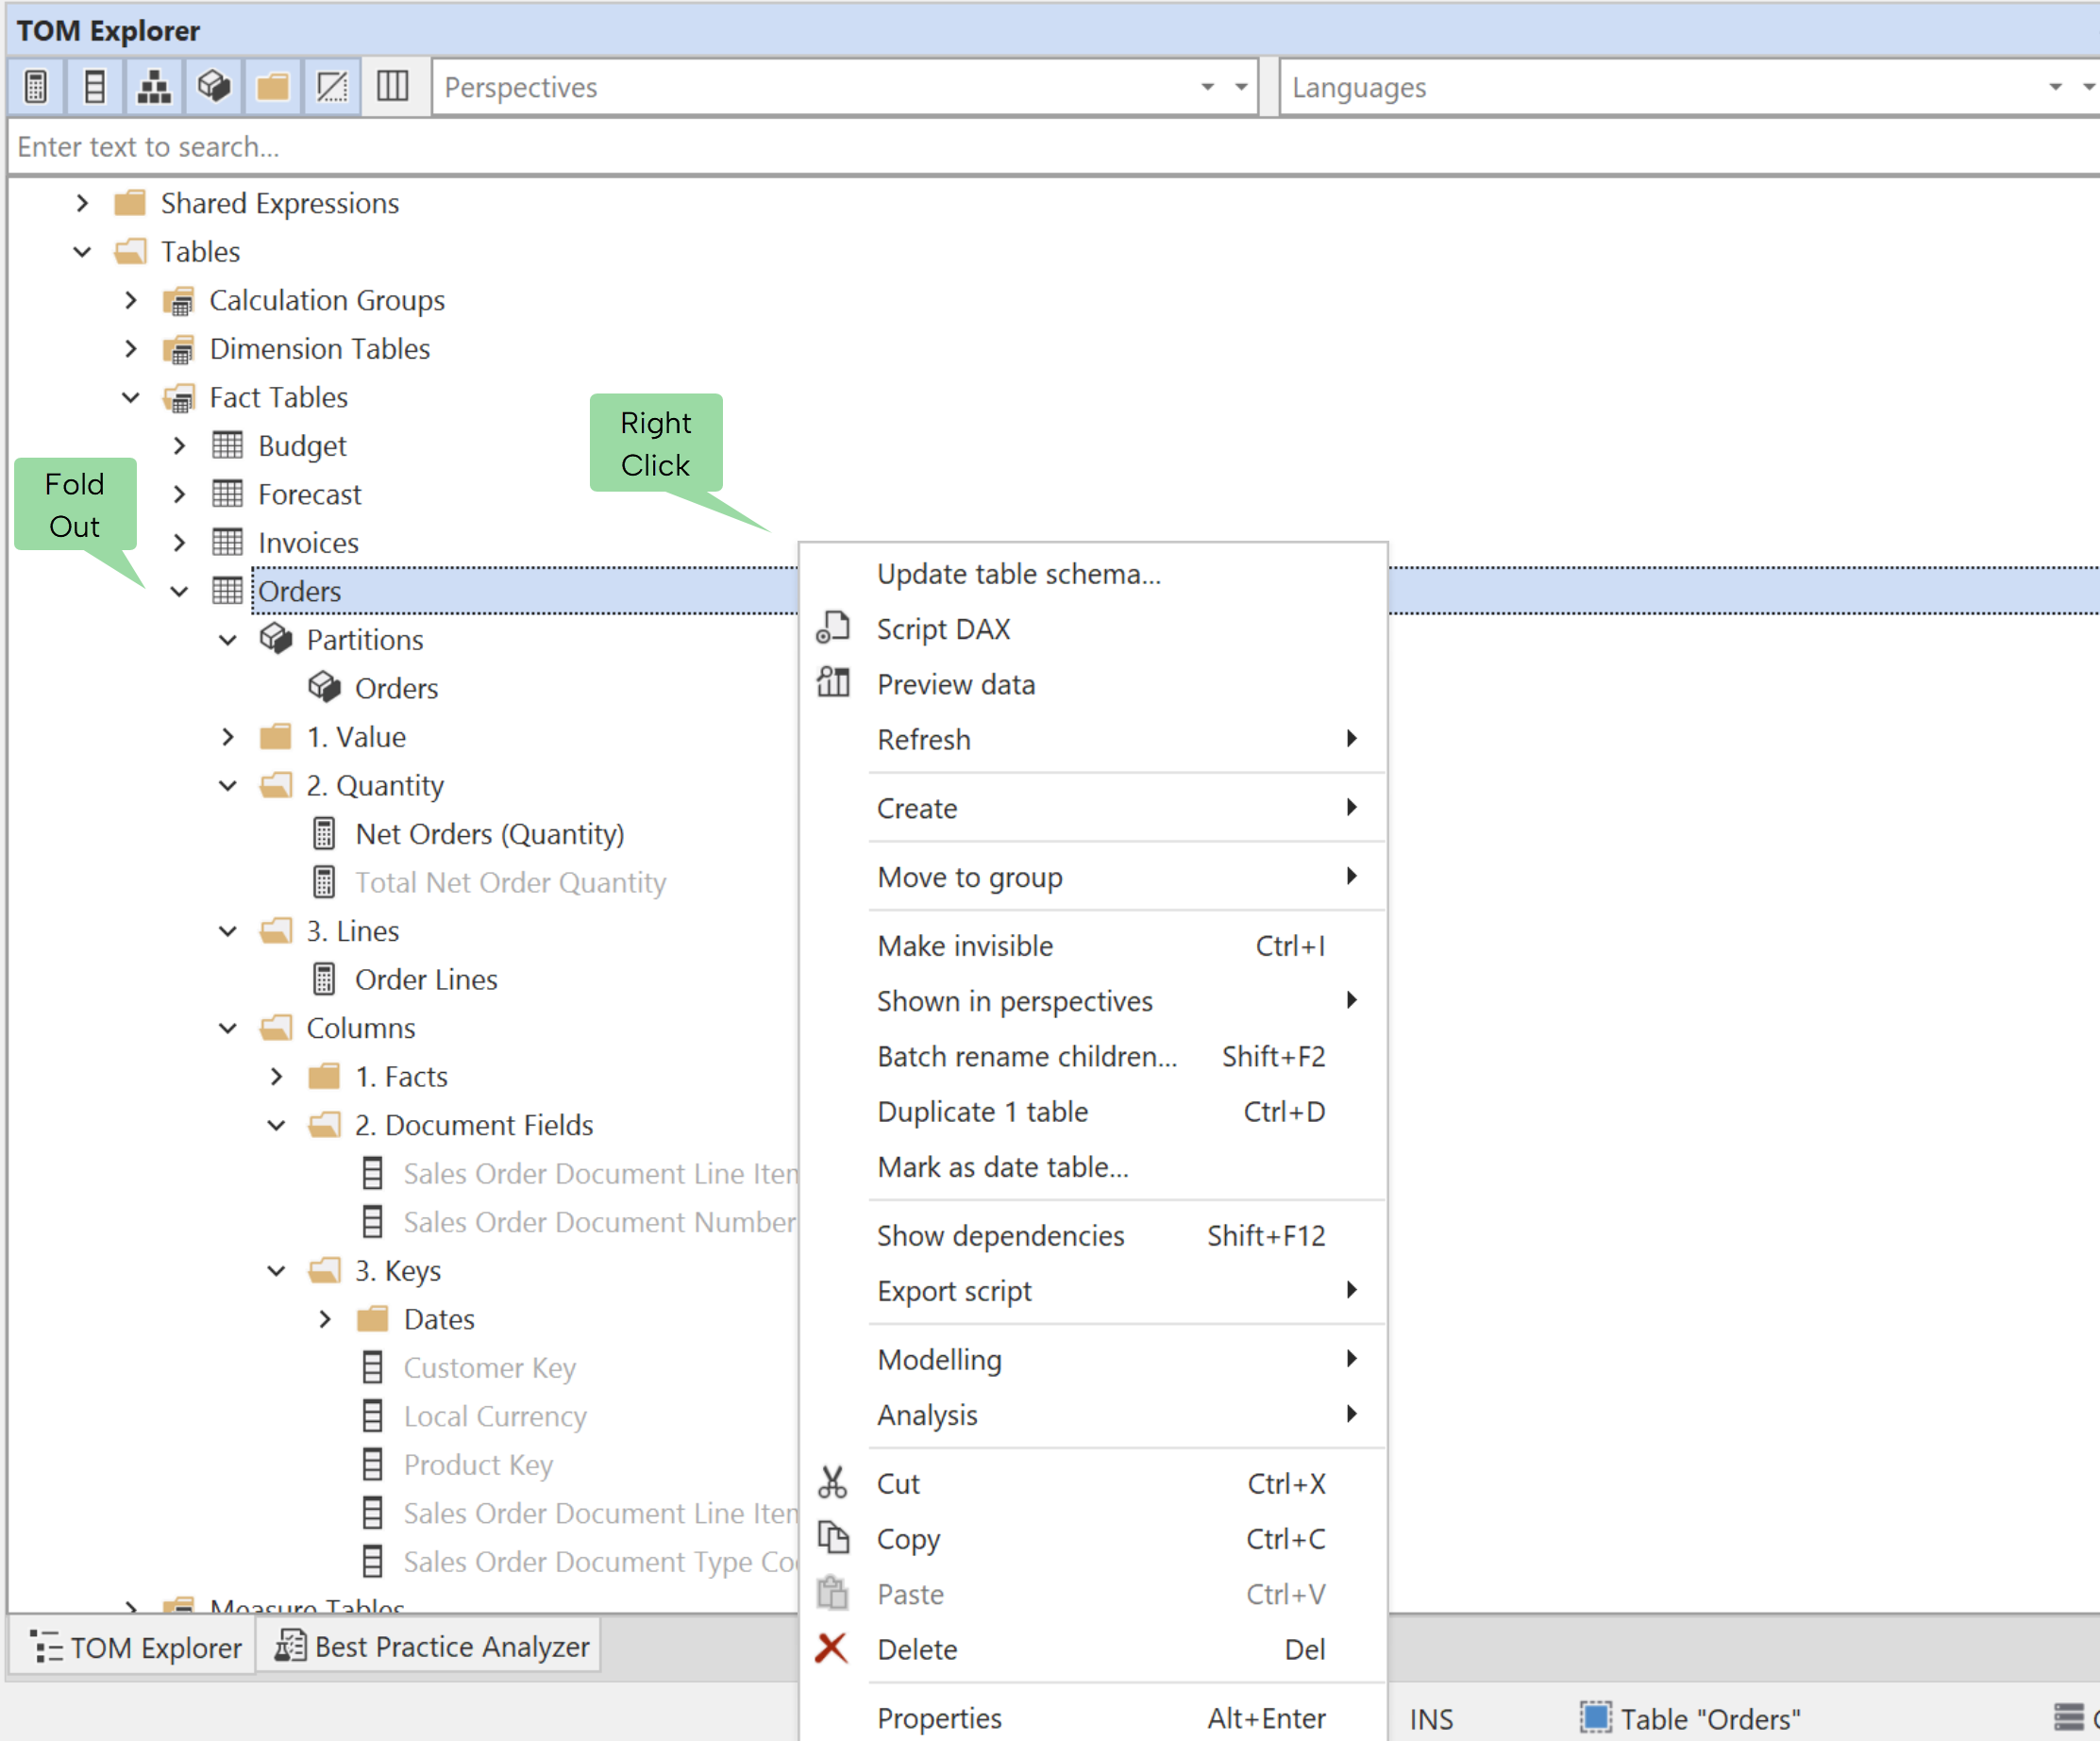 TOM Explorer
Perspectives
Languages
Enter text to search...
Shared Expressions
Tables
Calculation Groups
Dimension Tables
Fact Tables
Budget
Forecast
Invoices
Orders
Partitions
Orders
1. Value
2. Quantity
Net Orders (Quantity)
Total Net Order Quantity
3. Lines
Order Lines
Columns
1. Facts
2. Document Fields
Sales Order Document Line Iten
Sales Order Document Number
3. Keys
Dates
Customer Key
Local Currency
Product Key
Sales Order Document Line Iten
Sales Order Document Type Co
Measure Tables
Fold
Out
Right
Click
Update table schema...
Script DAX
Preview data
Refresh
Create
Move to group
Make invisible Ctrl+I
Shown in perspectives
Batch rename children... Shift+F2
Duplicate 1 table Ctrl+D
Mark as date table...
Show dependencies Shift+F12
Export script
Modelling
Analysis
Cut Ctrl+X
Copy Ctrl+C
Paste Ctrl+V
Delete Del
Properties Alt+Enter
TOM Explorer
Best Practice Analyzer
INS
Table "Orders"